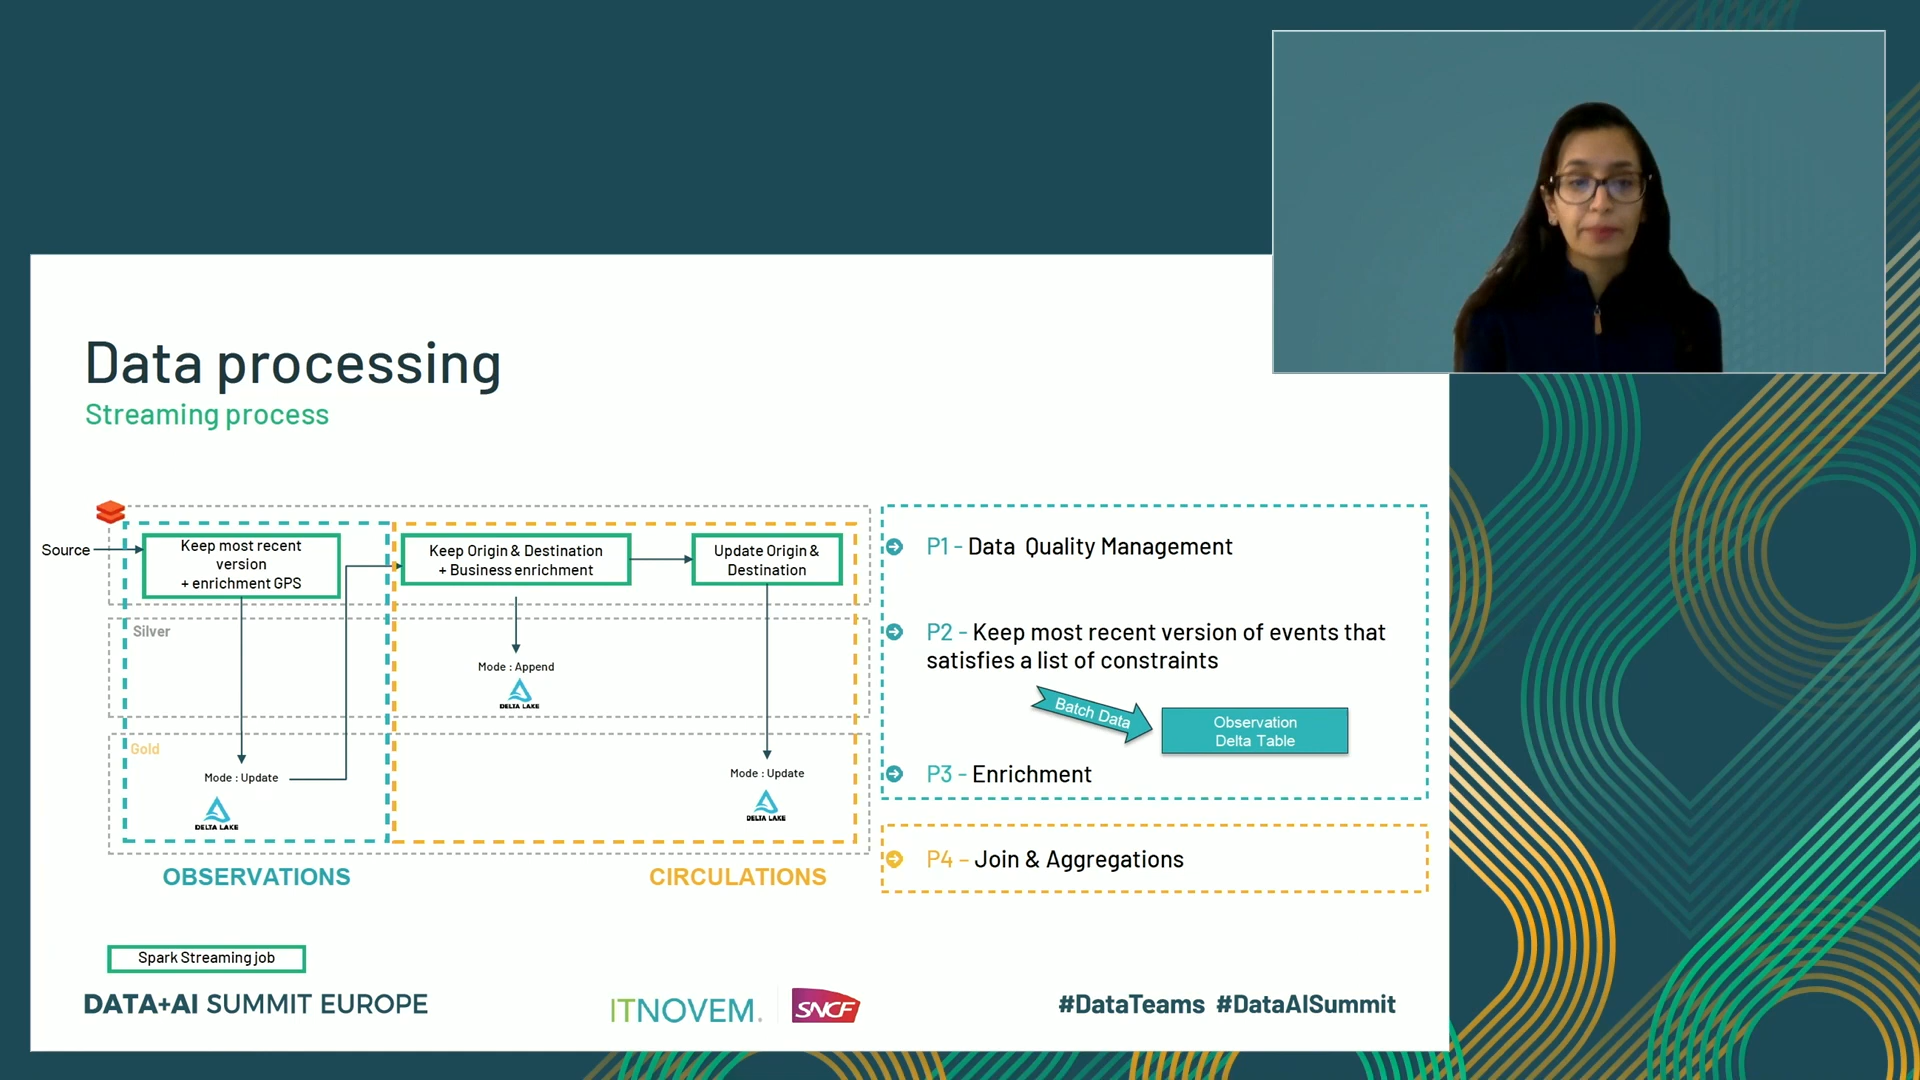 Data processing
Streaming process
Source
Keep most recent
version
+ enrichment GPS
Keep Origin & Destination
+ Business enrichment
Update Origin &
Destination
Silver
Mode : Append
DELTA LAKE
Gold
Mode : Update
DELTA LAKE
Mode : Update
DELTA LAKE
OBSERVATIONS
CIRCULATIONS
P1 - Data Quality Management
P2 - Keep most recent version of events that
satisfies a list of constraints
Batch Data
Observation
Delta Table
P3 - Enrichment
P4 – Join & Aggregations
Spark Streaming job
DATA+AI SUMMIT EUROPE
ITNOVEM.
SNCF
#DataTeams #DataAISummit